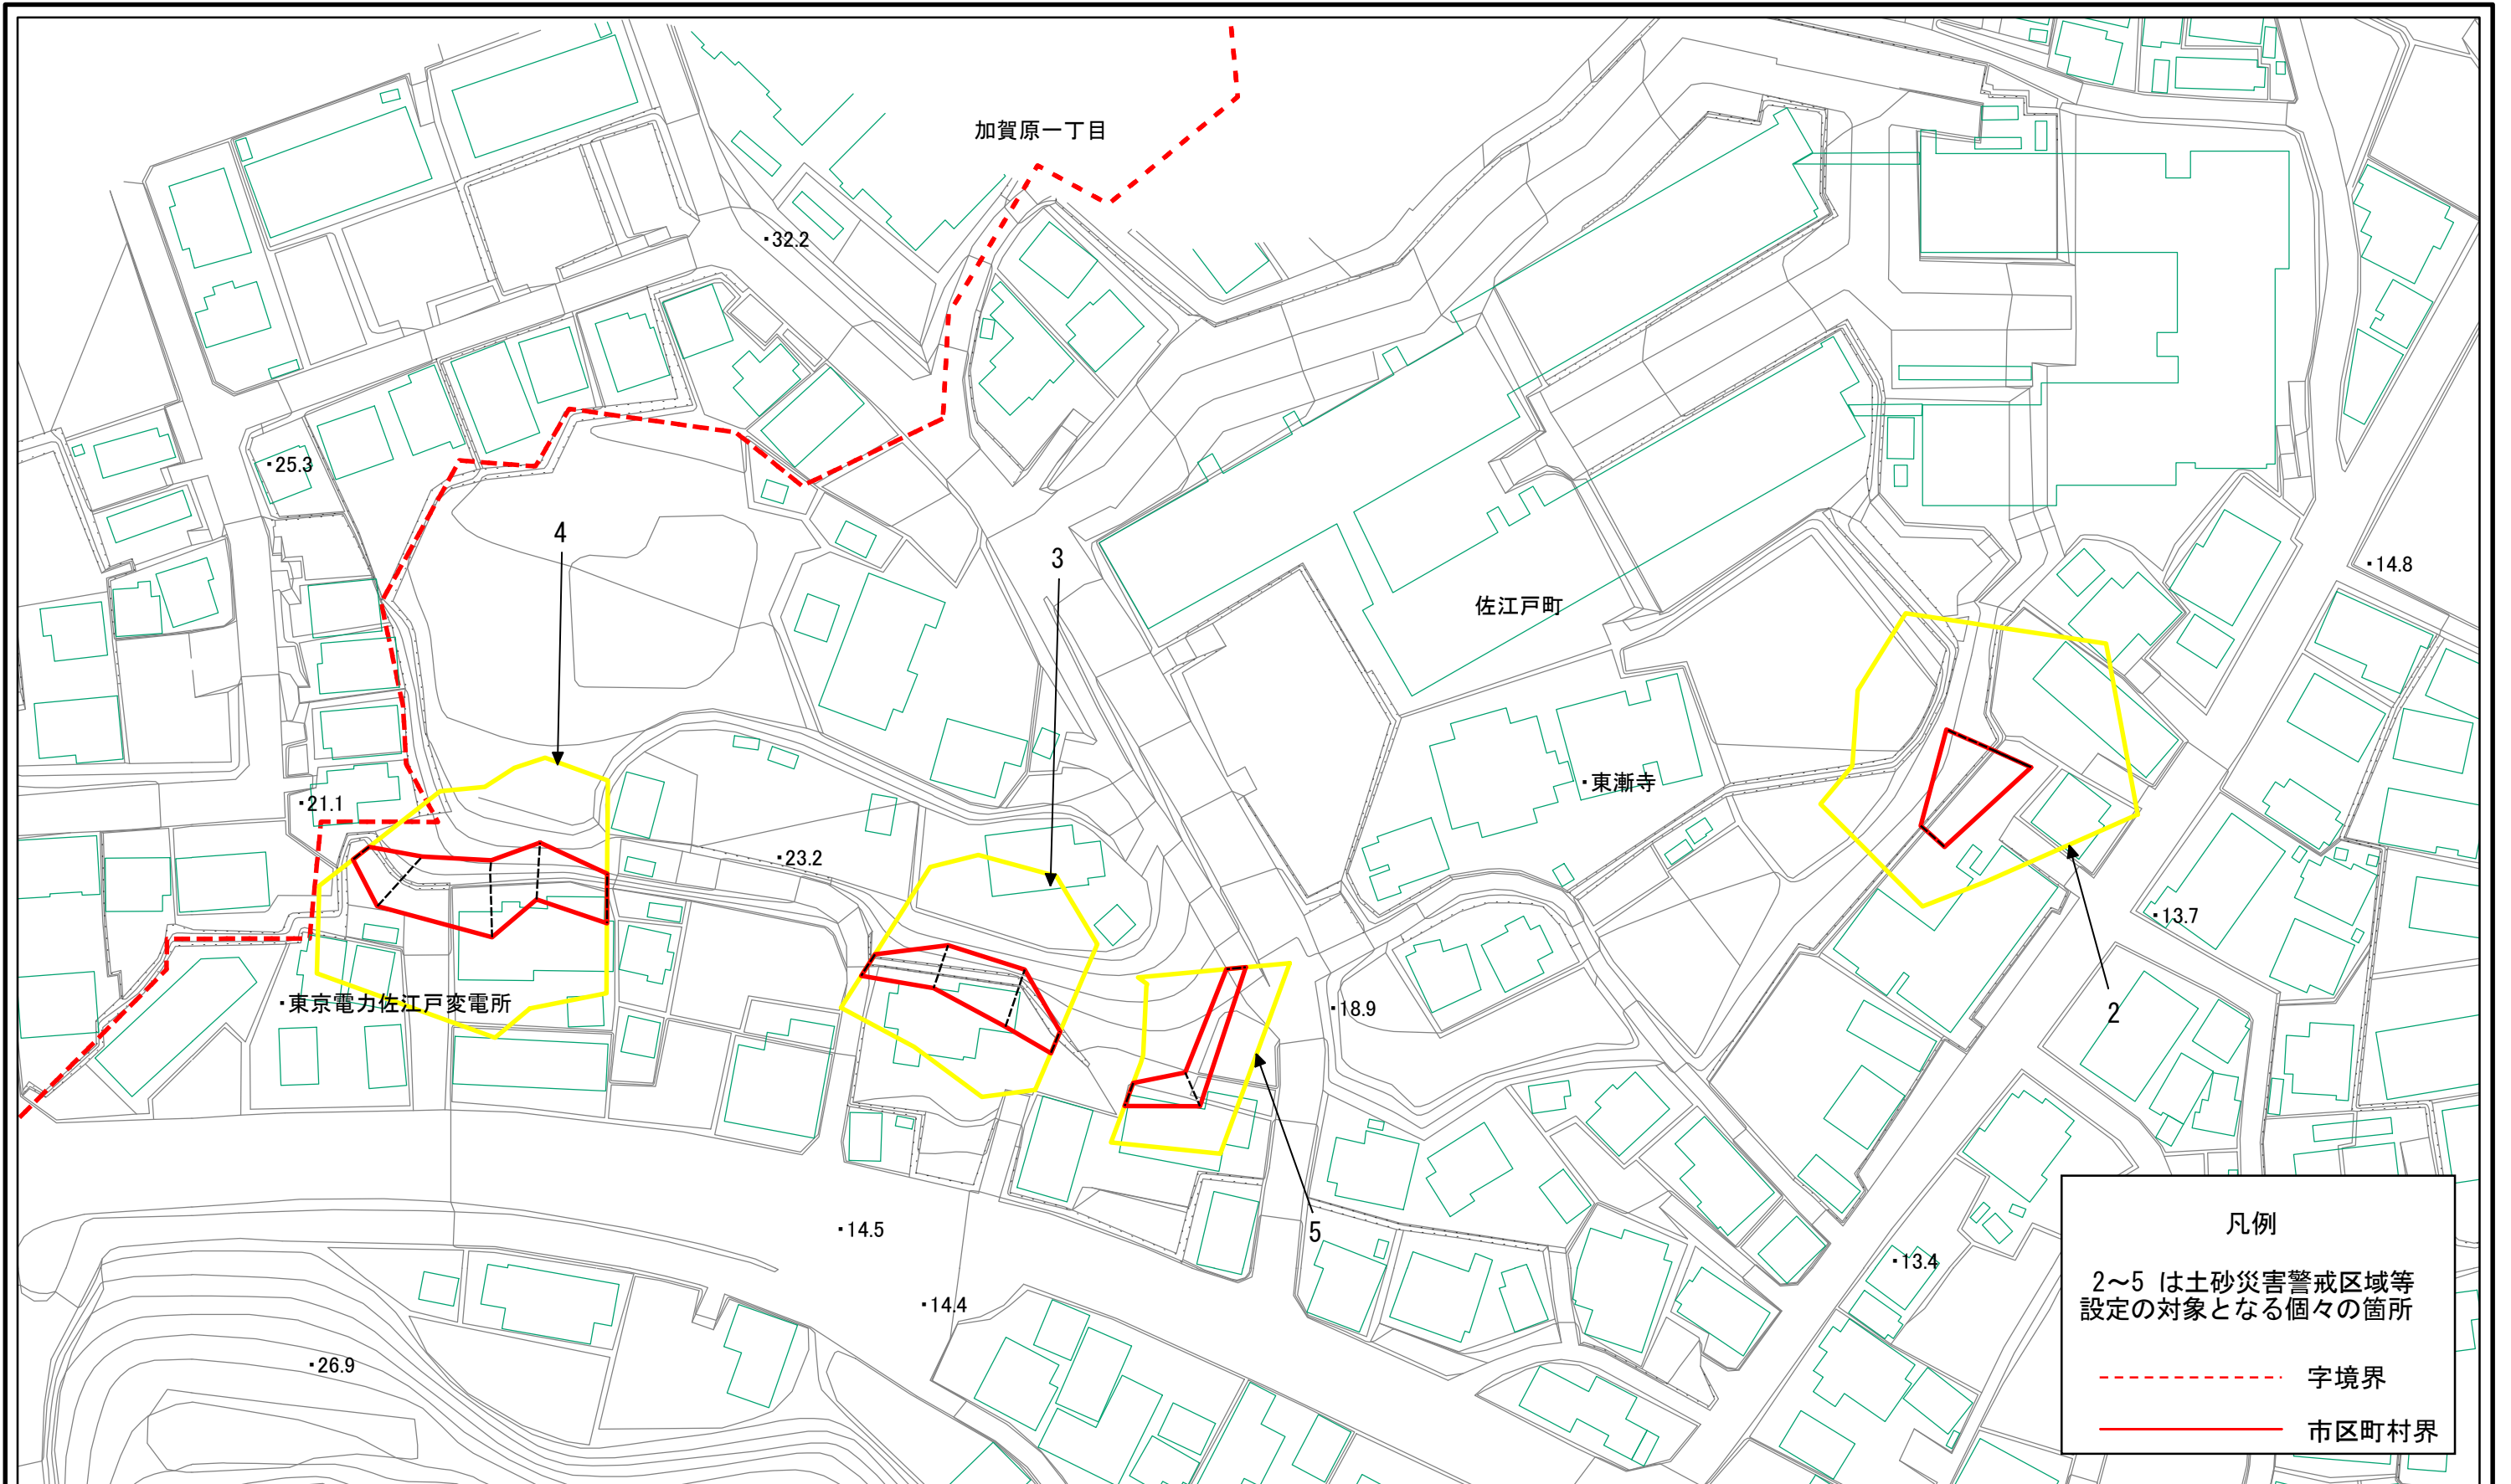 加賀原一丁目
・32.2
・25.3
4
3
・14.8
佐江戸町
・東漸寺
・21.1
・23.2
・13.7
・東京電力佐江戸変電所
・18.9
2
・14.5
5
・13.4
・14.4
・26.9
凡例
2～5 は土砂災害警戒区域等
設定の対象となる個々の箇所
字境界
市区町村界